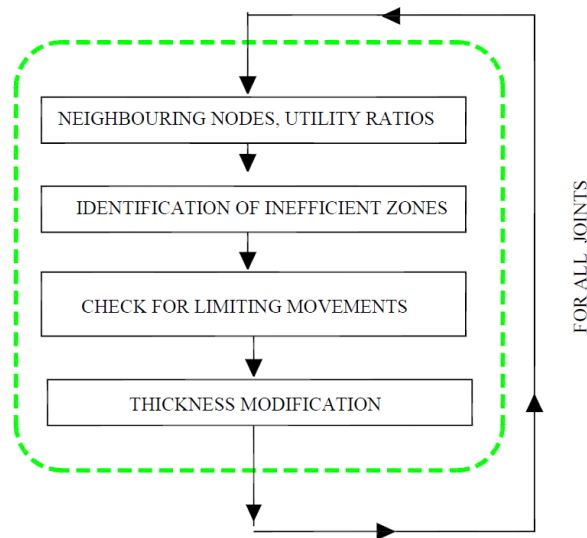 NEIGHBOURING NODES, UTILITY RATIOS
IDENTIFICATION OF INEFFICIENT ZONES
CHECK FOR LIMITING MOVEMENTS
THICKNESS MODIFICATION
FOR ALL JOINTS